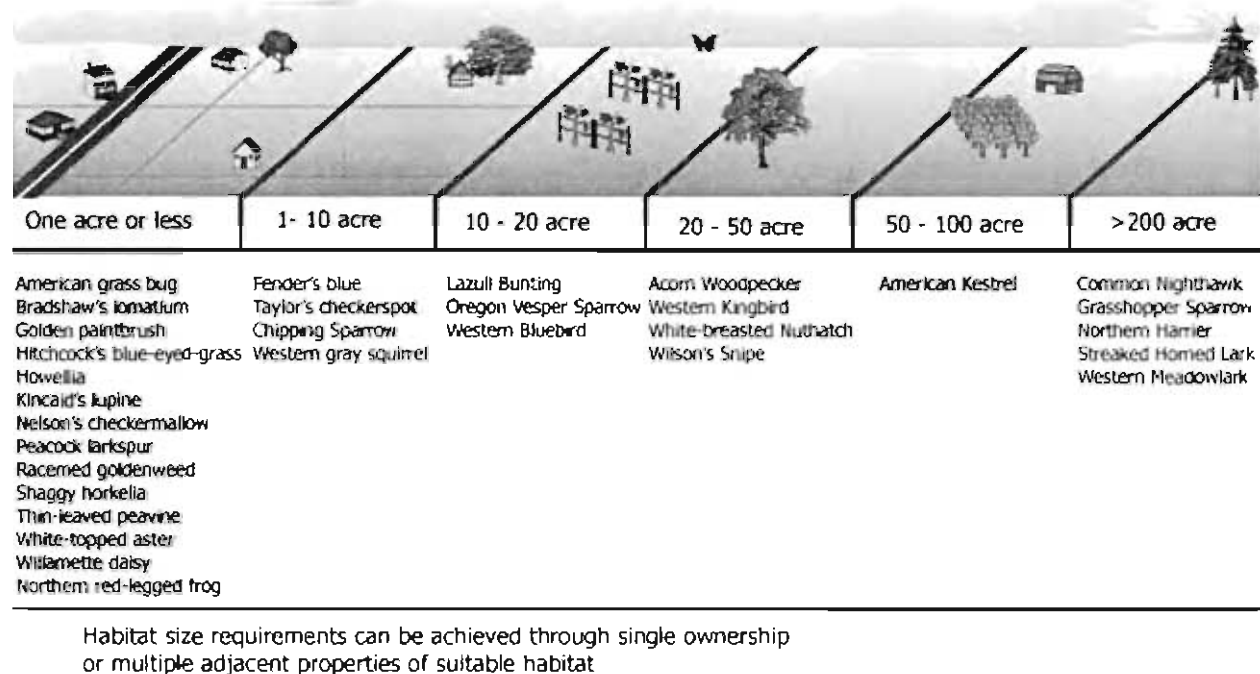 One acre or less
1- 10 acre
10 - 20 acre
20 - 50 acre
50 - 100 acre
>200 acre
American grass bug
Bradshaw's lomatium
Golden paintbrush
Hitchcock's blue-eyed-grass
Howellia
Kincaid's lupine
Nelson's checkermallow
Peacock larkspur
Racemed goldenweed
Shaggy horkelia
Thin-leaved peavine
White-topped aster
Willamette daisy
Northern red-legged frog
Fender's blue
Taylor's checkerspot
Chipping Sparrow
Western gray squirrel
Lazuli Bunting
Oregon Vesper Sparrow
Western Bluebird
Acorn Woodpecker
Western Kingbird
White-breasted Nuthatch
Wilson's Snipe
American Kestrel
Common Nighthawk
Grasshopper Sparrow
Northern Harrier
Streaked Horned Lark
Western Meadowlark
Habitat size requirements can be achieved through single ownership
or multiple adjacent properties of suitable habitat